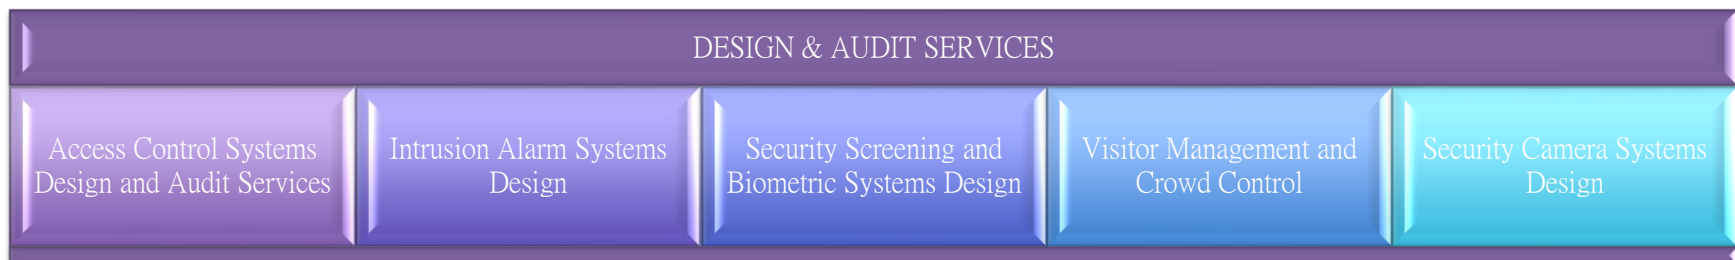 DESIGN & AUDIT SERVICES
Access Control Systems
Design and Audit Services
Intrusion Alarm Systems
Design
Security Screening and
Biometric Systems Design
Visitor Management and
Crowd Control
Security Camera Systems
Design